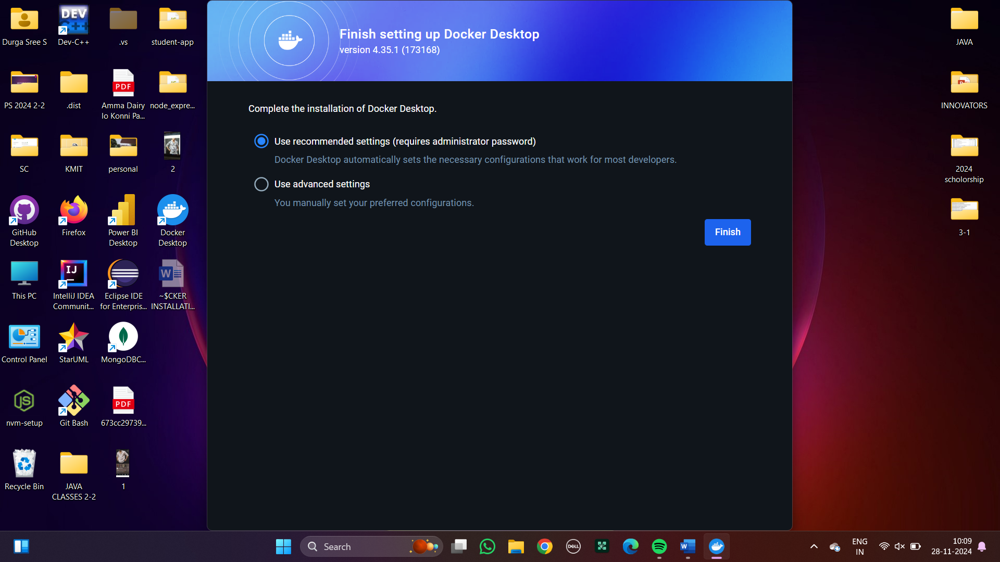 Finish setting up Docker Desktop
version 4.35.1 (173168)
Complete the installation of Docker Desktop.
Use recommended settings (requires administrator password)
Docker Desktop automatically sets the necessary configurations that work for most developers.
Use advanced settings
You manually set your preferred configurations.
Finish
Durga Sree S
DEV
C++
Dev-C++
.vs
student-app
PS 2024 2-2
.dist
PDF
Amma Dairy
lo Konni Pa...
node_expre...
SC
KMIT
personal
2
GitHub
Desktop
Firefox
Power BI
Desktop
Docker
Desktop
This PC
IJ
IntelliJ IDEA
Communit...
Eclipse IDE
for Enterpris...
W
~$CKER
INSTALLATI...
Control Panel
StarUML
MongoDBC...
JS
nvm-setup
Git Bash
PDF
673cc29739...
Recycle Bin
JAVA
CLASSES 2-2
1
JAVA
INNOVATORS
2024
scholorship
3-1
Search
DELL
W
ENG
IN
10:09
28-11-2024